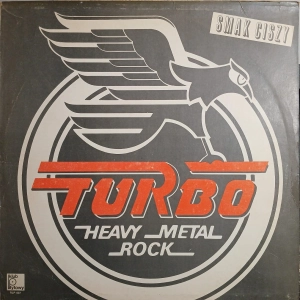 SMAK CISZY
TURBO
HEAVY METAL
ROCK